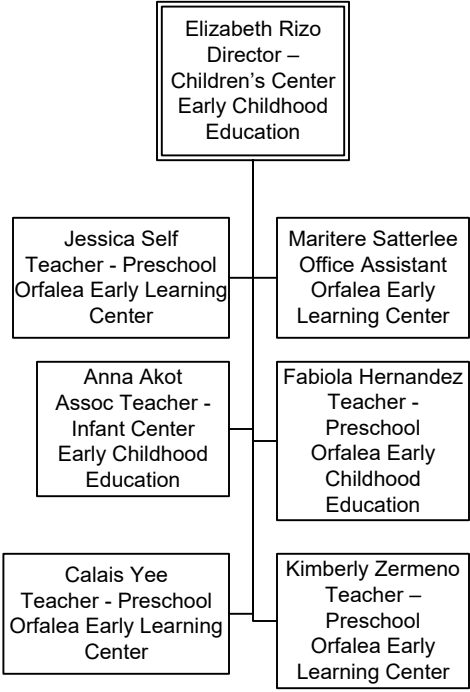 Elizabeth Rizo
Director –
Children's Center
Early Childhood
Education
Jessica Self
Teacher - Preschool
Orfalea Early Learning
Center
Maritere Satterlee
Office Assistant
Orfalea Early
Learning Center
Anna Akot
Assoc Teacher -
Infant Center
Early Childhood
Education
Fabiola Hernandez
Teacher -
Preschool
Orfalea Early
Childhood
Education
Calais Yee
Teacher - Preschool
Orfalea Early Learning
Center
Kimberly Zermeno
Teacher –
Preschool
Orfalea Early
Learning Center